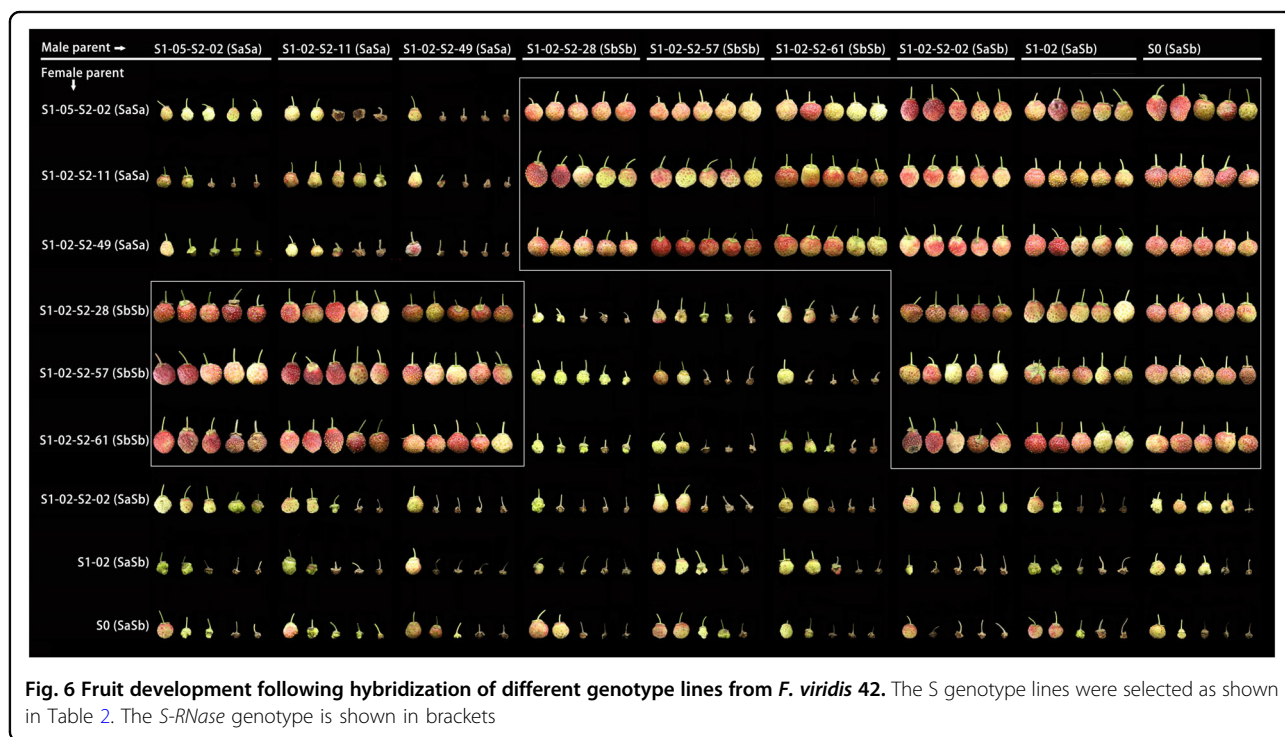 Male parent → S1-05-S2-02 (SaSa) S1-02-S2-11 (SaSa) S1-02-S2-49 (SaSa) S1-02-S2-28 (SbSb) S1-02-S2-57 (SbSb) S1-02-S2-61 (SbSb) S1-02-S2-02 (SaSb) S1-02 (SaSb) S0 (SaSb)
Female parent ↓
S1-05-S2-02 (SaSa)
S1-02-S2-11 (SaSa)
S1-02-S2-49 (SaSa)
S1-02-S2-28 (SbSb)
S1-02-S2-57 (SbSb)
S1-02-S2-61 (SbSb)
S1-02-S2-02 (SaSb)
S1-02 (SaSb)
S0 (SaSb)
Fig. 6 Fruit development following hybridization of different genotype lines from F. viridis 42. The S genotype lines were selected as shown
in Table 2. The S-RNase genotype is shown in brackets